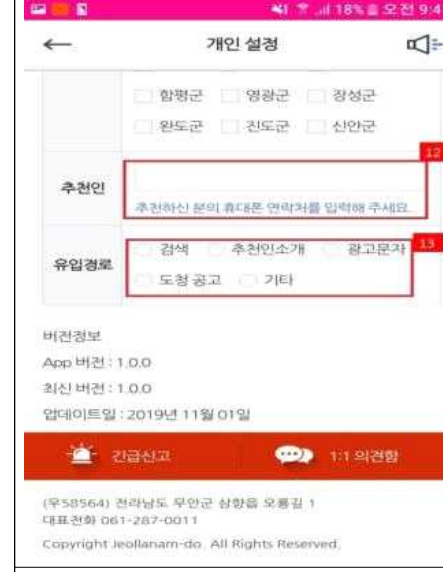 18% 오전 9:4
개인 설정
함평군 영광군 장성군
완도군 진도군 신안군
12
추천인
추천하신 분의 휴대폰 연락처를 입력해 주세요.
13
검색 추천인소개 광고문자
유입경로
도청 공고 기타
버전정보
App 버전 : 1.0.0
최신 버전 : 1.0.0
업데이트일 : 2019년 11월 01일
긴급신고 1:1 의견함
(우58564) 전라남도 무안군 삼향읍 오룡길 1
대표전화 061-287-0011
Copyright Jeollanam-do. All Rights Reserved.